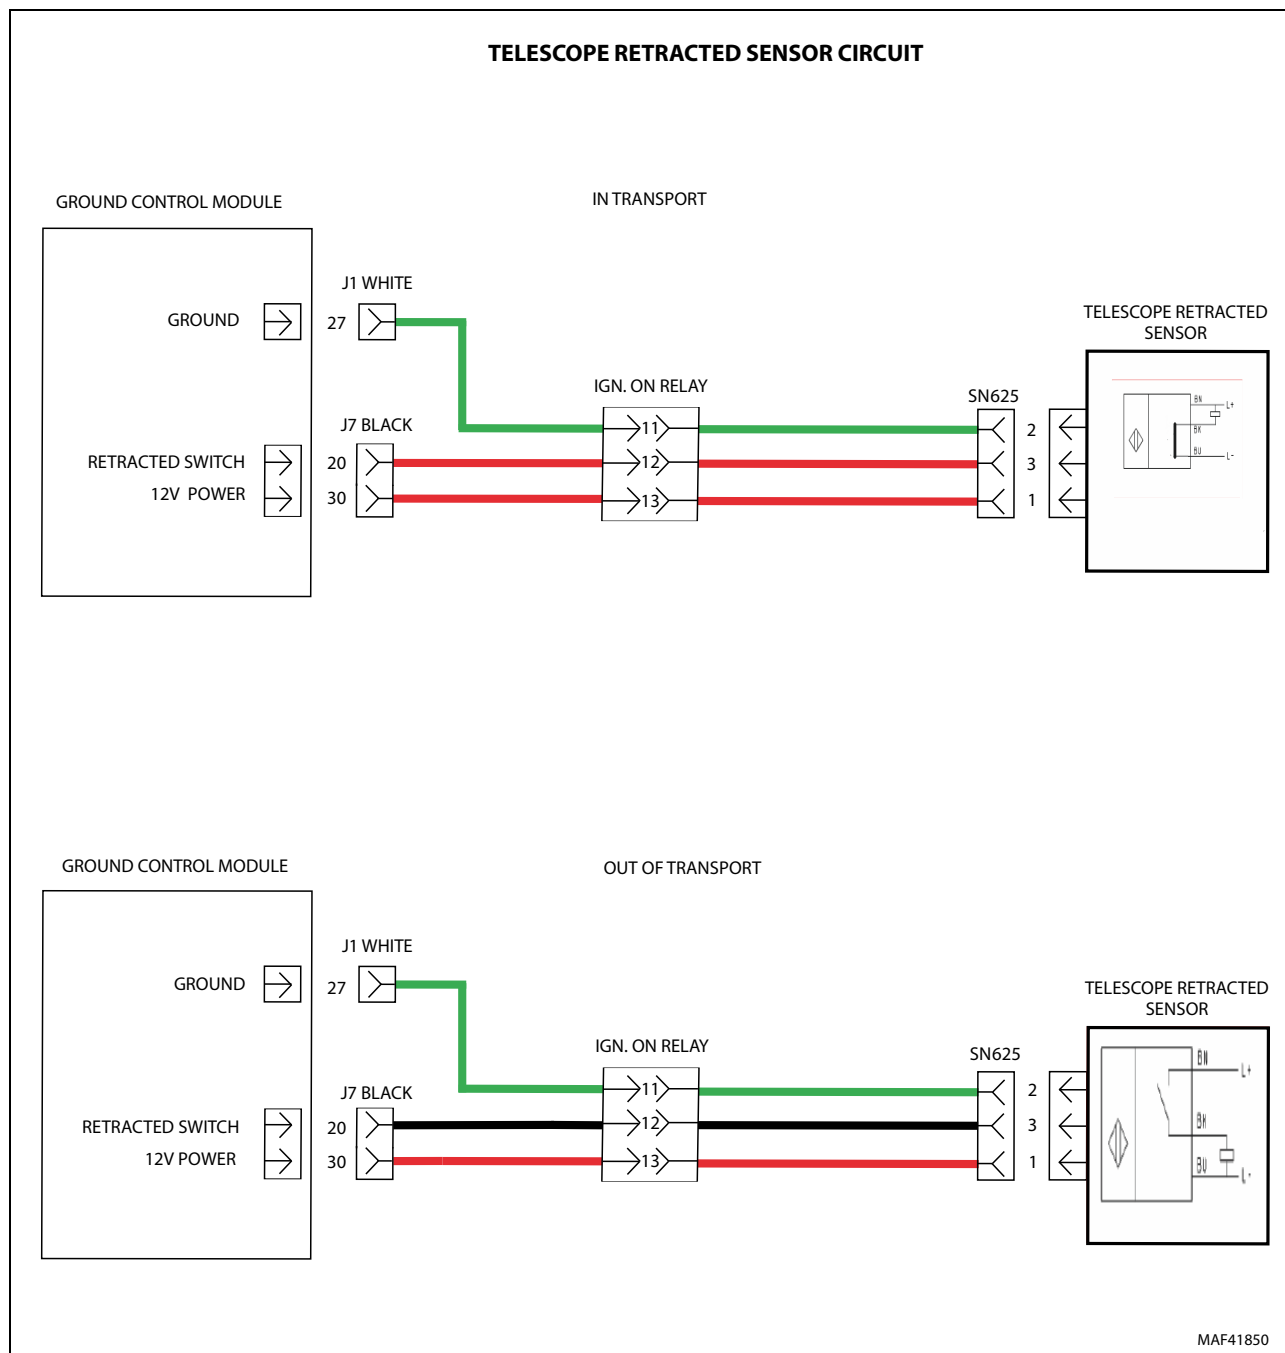 TELESCOPE RETRACTED SENSOR CIRCUIT
GROUND CONTROL MODULE
IN TRANSPORT
J1 WHITE
GROUND
27
TELESCOPE RETRACTED
SENSOR
IGN. ON RELAY
SN625
J7 BLACK
11
2
RETRACTED SWITCH
20
12
3
12V POWER
30
13
1
BN
L+
BK
BU
L-
GROUND CONTROL MODULE
OUT OF TRANSPORT
J1 WHITE
GROUND
27
TELESCOPE RETRACTED
SENSOR
IGN. ON RELAY
SN625
J7 BLACK
11
2
RETRACTED SWITCH
20
12
3
12V POWER
30
13
1
BN
L+
BK
BU
L-
MAF41850